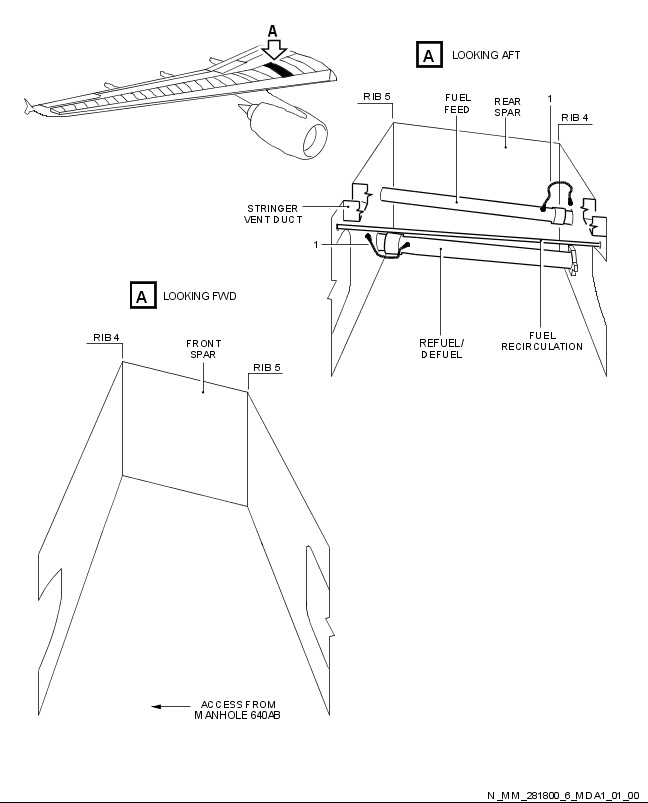 A
A LOOKING AFT
RIB 5
FUEL
FEED
REAR
SPAR
1
RIB 4
STRINGER
VENT DUCT
1
REFUEL/
DEFUEL
FUEL
RECIRCULATION
A LOOKING FWD
RIB 4
FRONT
SPAR
RIB 5
ACCESS FROM
MANHOLE 640AB
N_MM_281800_6_MDA1_01_00